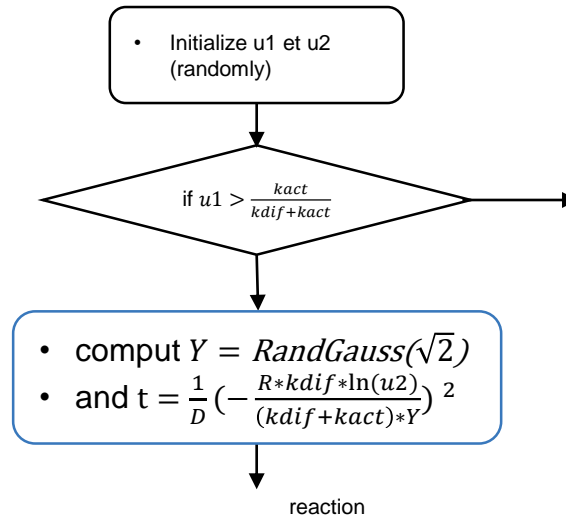 • Initialize u1 et u2
(randomly)
if u1 > kact/(kdif+kact)
• comput Y = RandGauss(√2)
• and t = 1/D (− R*kdif*ln(u2)/((kdif+kact)*Y)) ²
reaction